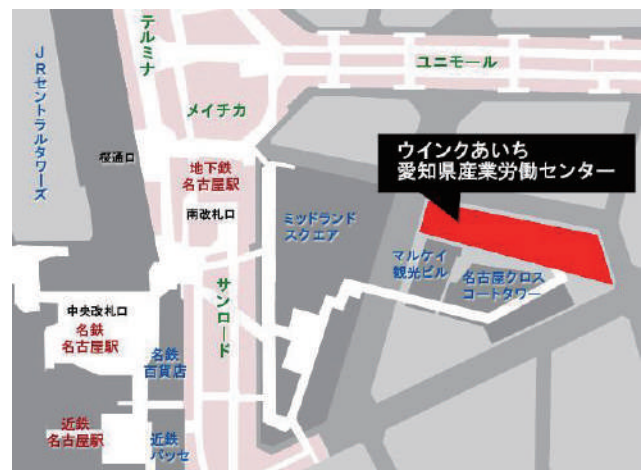 テルミナ
JRセントラルタワーズ
ユニモール
メイチカ
ウインクあいち
愛知県産業労働センター
桜通口
地下鉄
名古屋駅
南改札口
ミッドランド
スクエア
マルケイ
観光ビル
名古屋クロス
コートタワー
サンロード
中央改札口
名鉄
名古屋駅
名鉄
百貨店
近鉄
名古屋駅
近鉄
パッセ